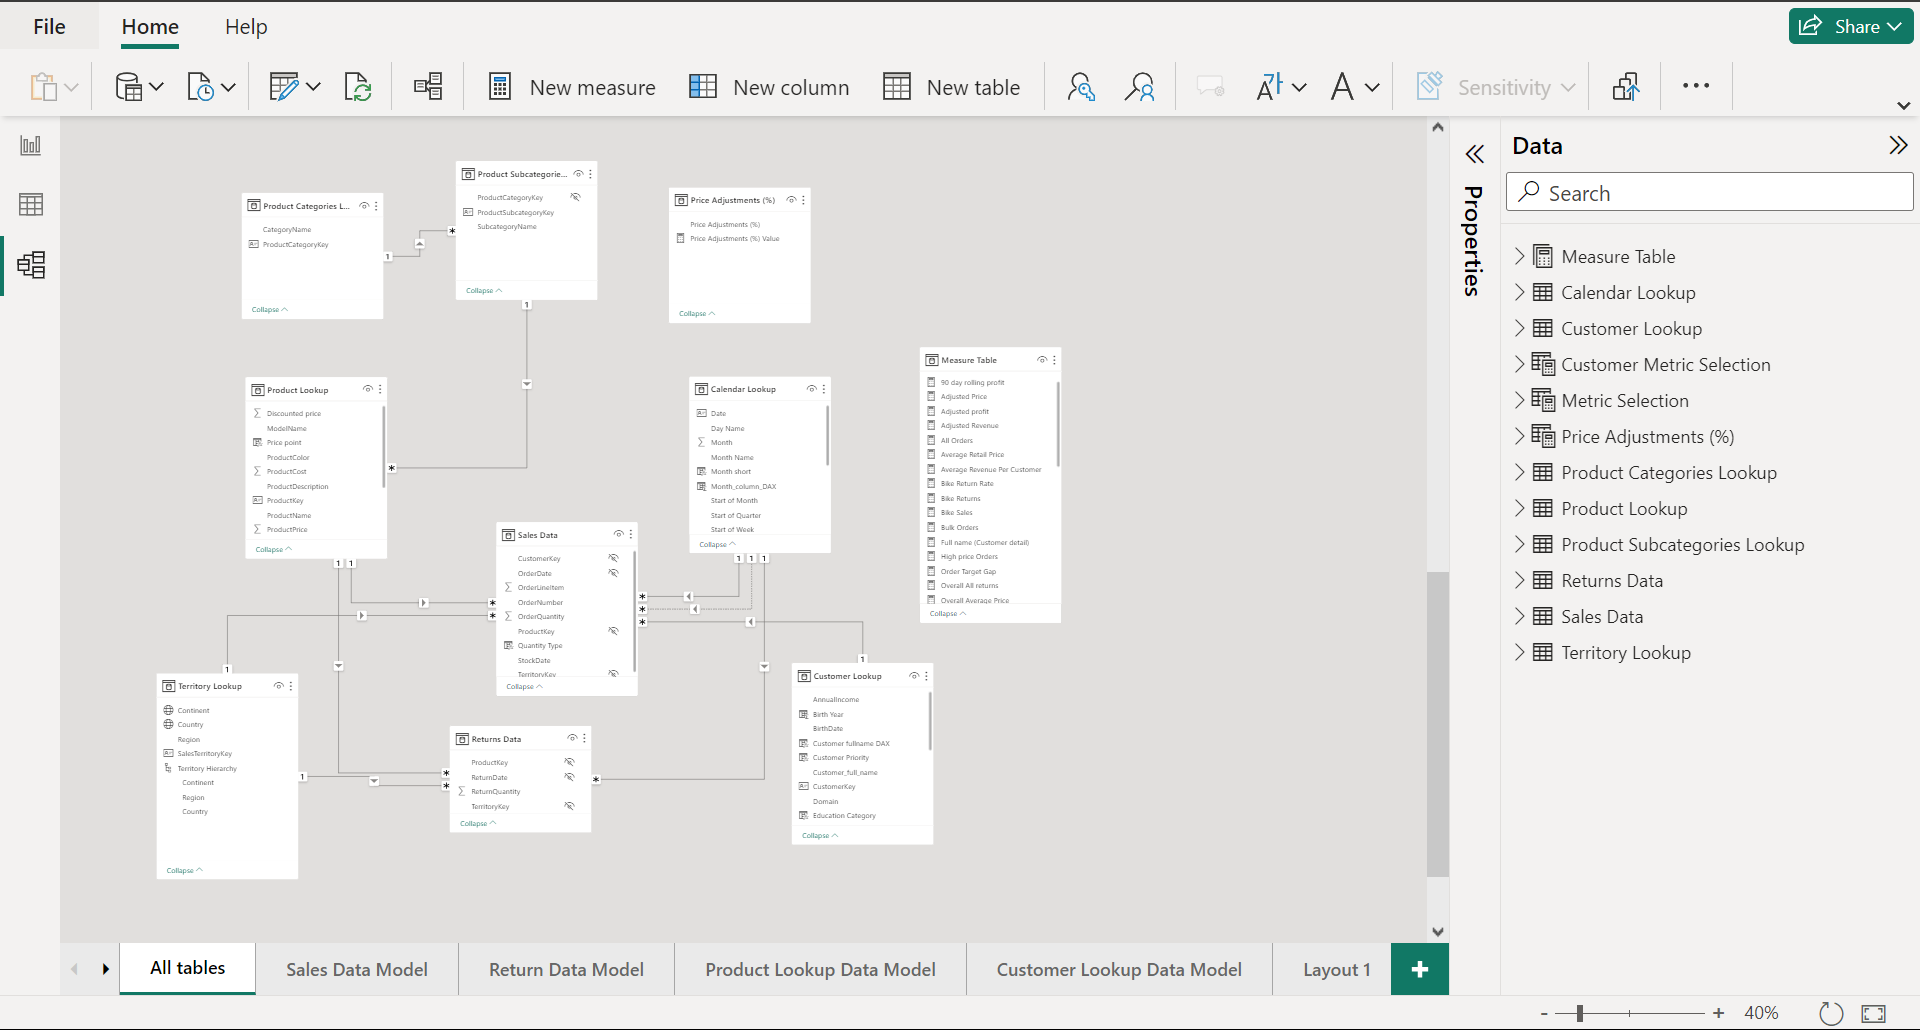 File
Home
Help
Share
New measure
New column
New table
Sensitivity
Product Categories L...
CategoryName
ProductCategoryKey
Collapse
1
*
Product Subcategorie...
ProductCategoryKey
ProductSubcategoryKey
SubcategoryName
Collapse
1
Price Adjustments (%)
Price Adjustments (%)
Price Adjustments (%) Value
Collapse
Product Lookup
Discounted price
ModelName
Price point
ProductColor
ProductCost
ProductDescription
ProductKey
ProductName
ProductPrice
Collapse
*
1 1
Calendar Lookup
Date
Day Name
Month
Month Name
Month short
Month_column_DAX
Start of Month
Start of Quarter
Start of Week
Collapse
1 1 1
Measure Table
90 day rolling profit
Adjusted Price
Adjusted profit
Adjusted Revenue
All Orders
Average Retail Price
Average Revenue Per Customer
Bike Return Rate
Bike Returns
Bike Sales
Bulk Orders
Full name (Customer detail)
High price Orders
Order Target Gap
Overall All returns
Overall Average Price
Collapse
Sales Data
CustomerKey
OrderDate
OrderLineItem
OrderNumber
OrderQuantity
ProductKey
Quantity Type
StockDate
TerritoryKey
Collapse
*
*
*
*
*
1
Territory Lookup
Continent
Country
Region
SalesTerritoryKey
Territory Hierarchy
Continent
Region
Country
Collapse
1
Returns Data
ProductKey
ReturnDate
ReturnQuantity
TerritoryKey
Collapse
*
*
*
1
Customer Lookup
AnnualIncome
Birth Year
BirthDate
Customer fullname DAX
Customer Priority
Customer_full_name
CustomerKey
Domain
Education Category
Collapse
Properties
Data
Search
Measure Table
Calendar Lookup
Customer Lookup
Customer Metric Selection
Metric Selection
Price Adjustments (%)
Product Categories Lookup
Product Lookup
Product Subcategories Lookup
Returns Data
Sales Data
Territory Lookup
All tables
Sales Data Model
Return Data Model
Product Lookup Data Model
Customer Lookup Data Model
Layout 1
+
- + 40%